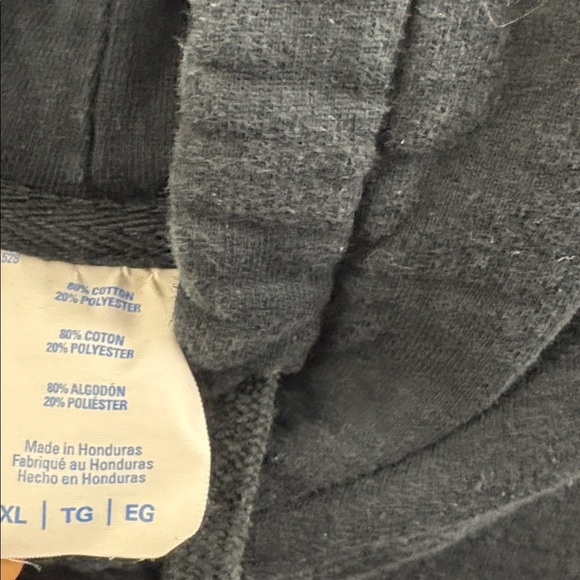 528
80% COTTON
20% POLYESTER
80% COTON
20% POLYESTER
80% ALGODÓN
20% POLIÉSTER
Made in Honduras
Fabriqué au Honduras
Hecho en Honduras
XL | TG | EG